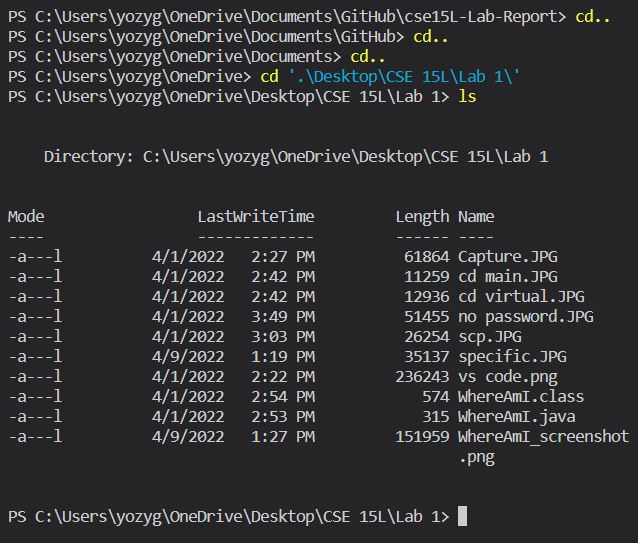 PS C:\Users\yozyg\OneDrive\Documents\GitHub\cse15L-Lab-Report> cd..
PS C:\Users\yozyg\OneDrive\Documents\GitHub> cd..
PS C:\Users\yozyg\OneDrive\Documents> cd..
PS C:\Users\yozyg\OneDrive> cd '.\Desktop\CSE 15L\Lab 1\'
PS C:\Users\yozyg\OneDrive\Desktop\CSE 15L\Lab 1> ls
Directory: C:\Users\yozyg\OneDrive\Desktop\CSE 15L\Lab 1
Mode LastWriteTime Length Name
---- ------------- ------ ----
-a---l 4/1/2022 2:27 PM 61864 Capture.JPG
-a---l 4/1/2022 2:42 PM 11259 cd main.JPG
-a---l 4/1/2022 2:42 PM 12936 cd virtual.JPG
-a---l 4/1/2022 3:49 PM 51455 no password.JPG
-a---l 4/1/2022 3:03 PM 26254 scp.JPG
-a---l 4/9/2022 1:19 PM 35137 specific.JPG
-a---l 4/1/2022 2:22 PM 236243 vs code.png
-a---l 4/1/2022 2:54 PM 574 WhereAmI.class
-a---l 4/1/2022 2:53 PM 315 WhereAmI.java
-a---l 4/9/2022 1:27 PM 151959 WhereAmI_screenshot
.png
PS C:\Users\yozyg\OneDrive\Desktop\CSE 15L\Lab 1>